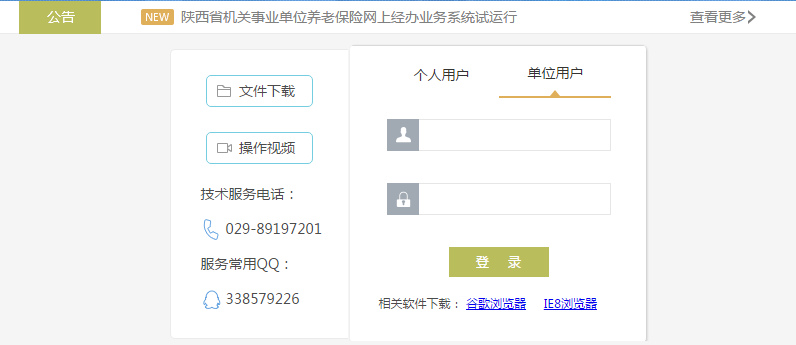 公告 NEW 陕西省机关事业单位养老保险网上经办业务系统试运行 查看更多
文件下载
操作视频
技术服务电话：
029-89197201
服务常用QQ：
338579226
个人用户 单位用户
登 录
相关软件下载： 谷歌浏览器 IE8浏览器